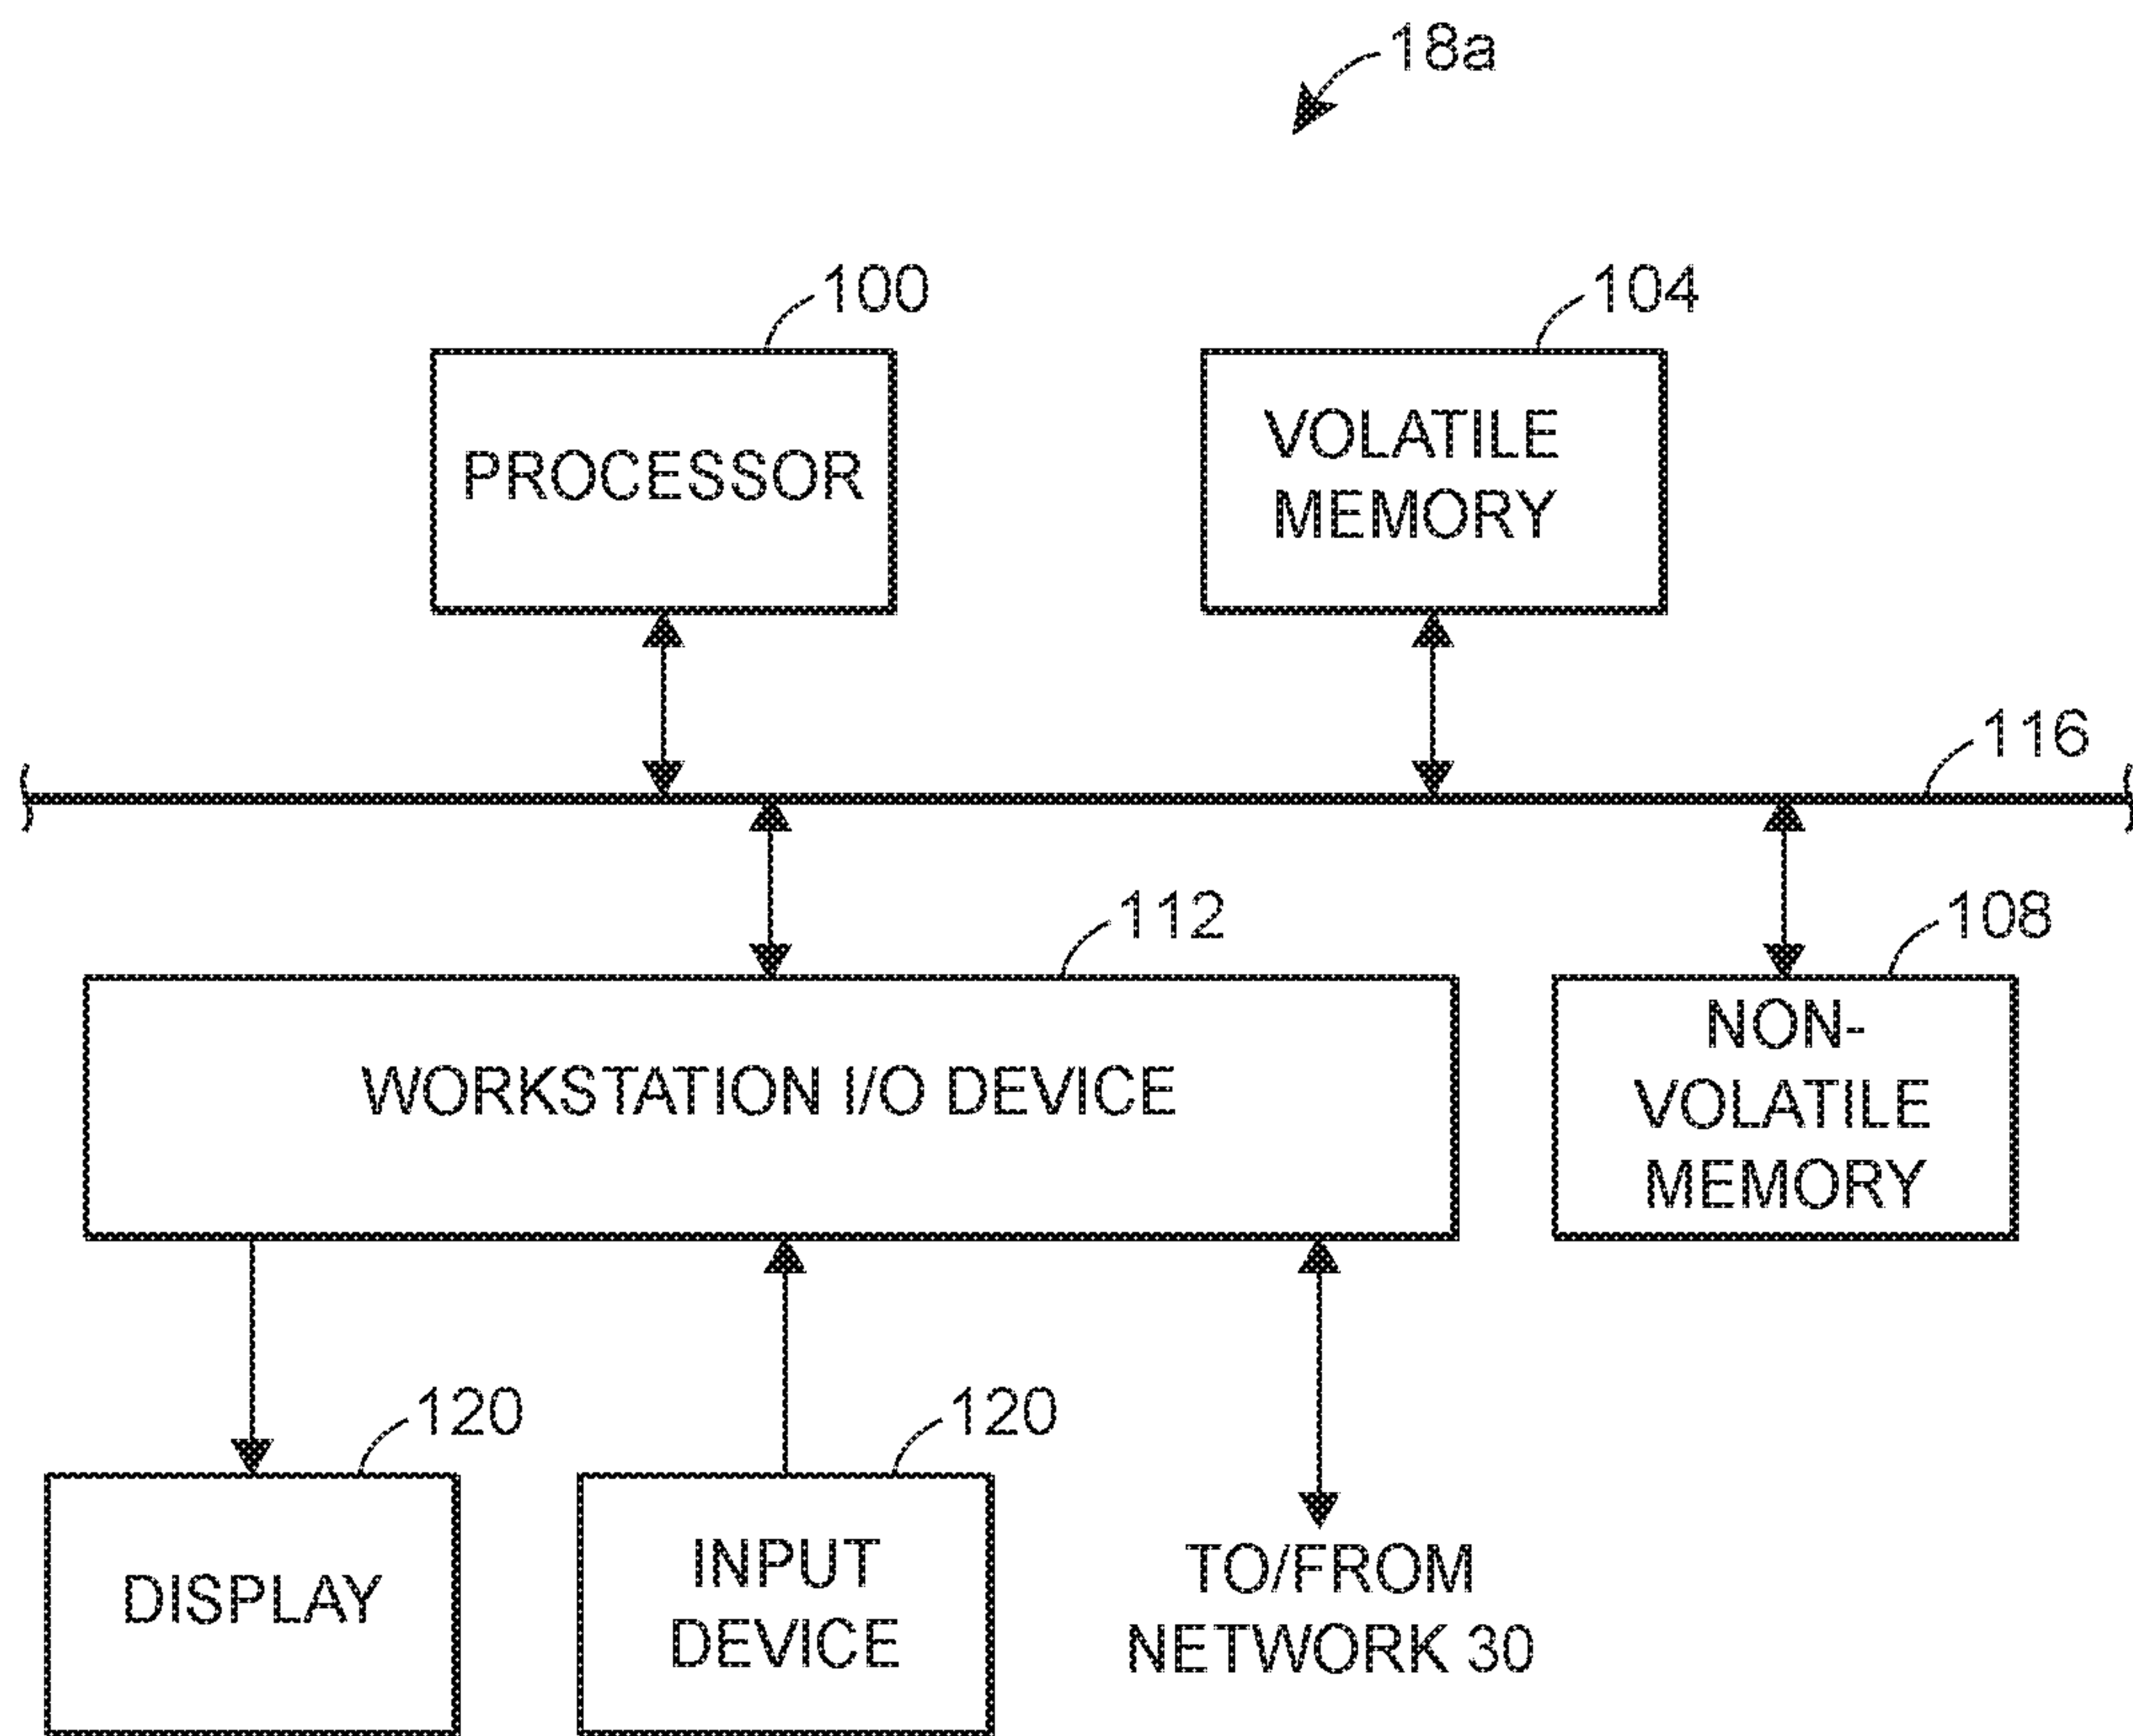 18a
100
104
PROCESSOR
VOLATILE
MEMORY
116
112
108
WORKSTATION I/O DEVICE
NON-
VOLATILE
MEMORY
120
120
DISPLAY
INPUT
DEVICE
TO/FROM
NETWORK 30